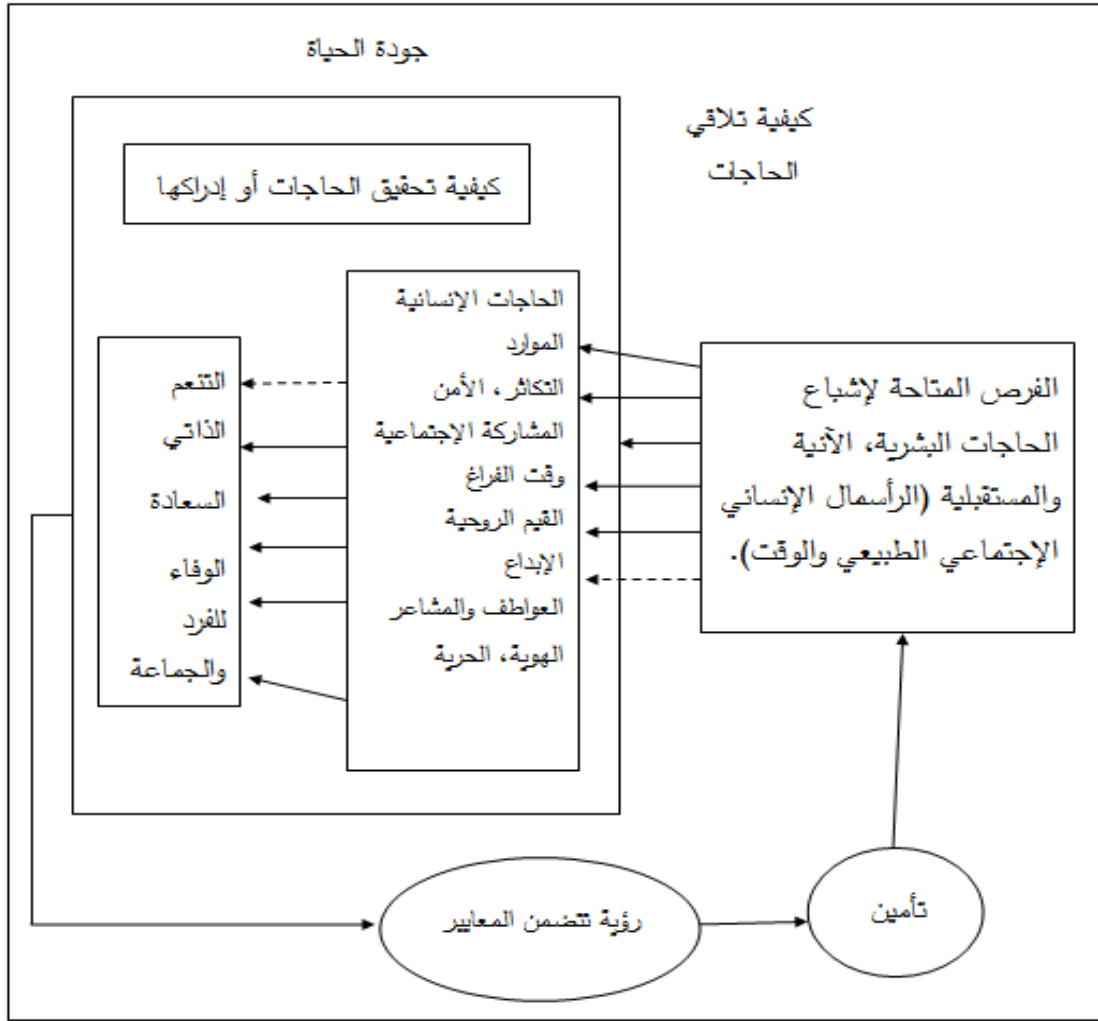 جودة الحياة
كيفية تلاقي
الحاجات
كيفية تحقيق الحاجات أو إدراكها
الفرص المتاحة لإشباع
الحاجات البشرية، الآنية
والمستقبلية (الرأسمال الإنساني
الإجتماعي الطبيعي والوقت).
الحاجات الإنسانية
الموارد
التكاثر، الأمن
المشاركة الإجتماعية
وقت الفراغ
القيم الروحية
الإبداع
العواطف والمشاعر
الهوية، الحرية
التنعم
الذاتي
السعادة
الوفاء
للفرد
والجماعة
رؤية تتضمن المعايير
تأمين